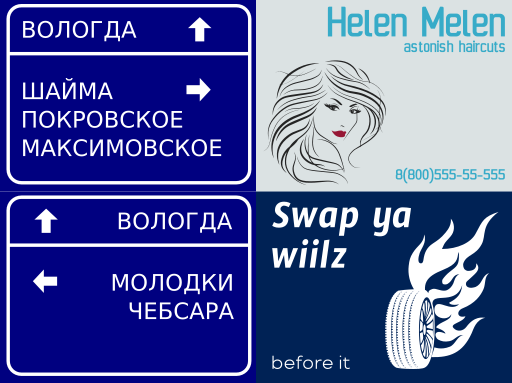 ВОЛОГДА
ШАЙМА
ПОКРОВСКОЕ
МАКСИМОВСКОЕ
Helen Melen
astonish haircuts
8(800)555-55-555
ВОЛОГДА
МОЛОДКИ
ЧЕБСАРА
Swap ya
wiilz
before it